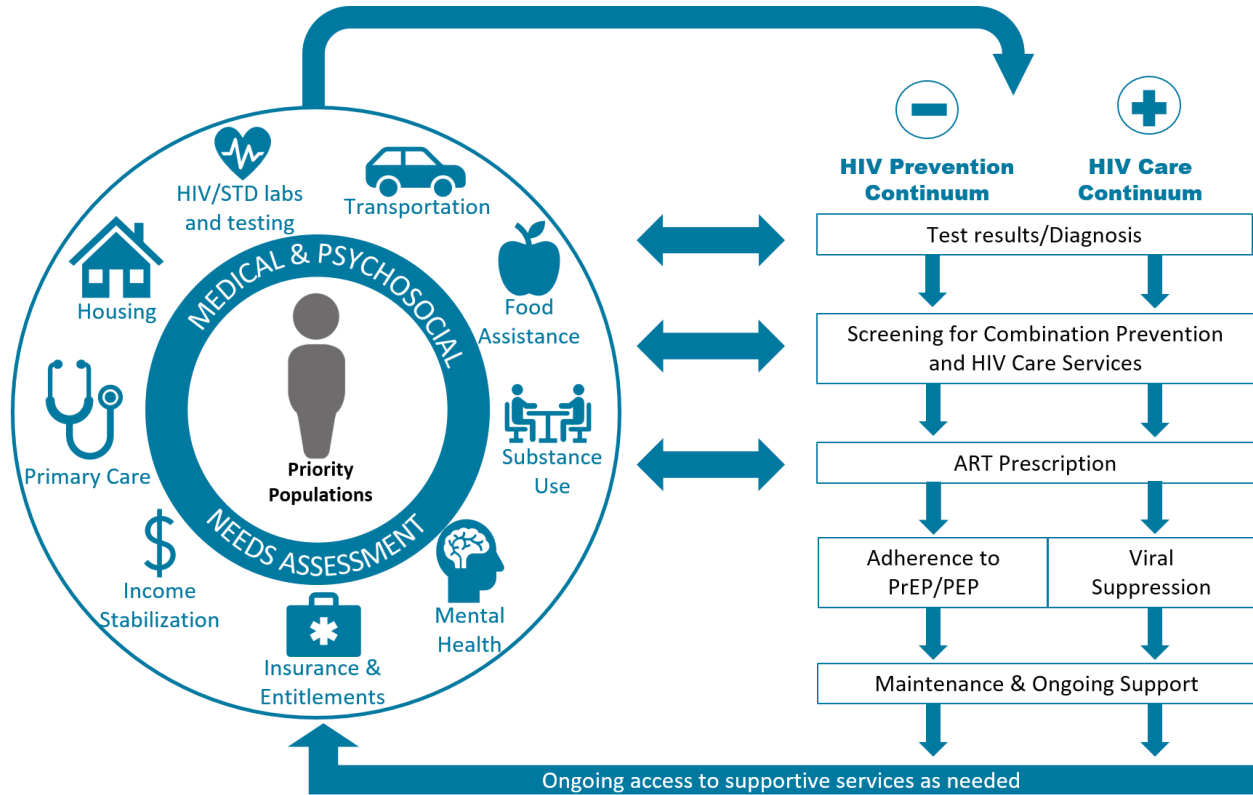 HIV/STD labs
and testing
Transportation
Housing
Food
Assistance
Primary Care
Substance
Use
Income
Stabilization
Mental
Health
Insurance &
Entitlements
MEDICAL & PSYCHOSOCIAL
NEEDS ASSESSMENT
Priority
Populations
HIV Prevention
Continuum
HIV Care
Continuum
Test results/Diagnosis
Screening for Combination Prevention
and HIV Care Services
ART Prescription
Adherence to
PrEP/PEP
Viral
Suppression
Maintenance & Ongoing Support
Ongoing access to supportive services as needed